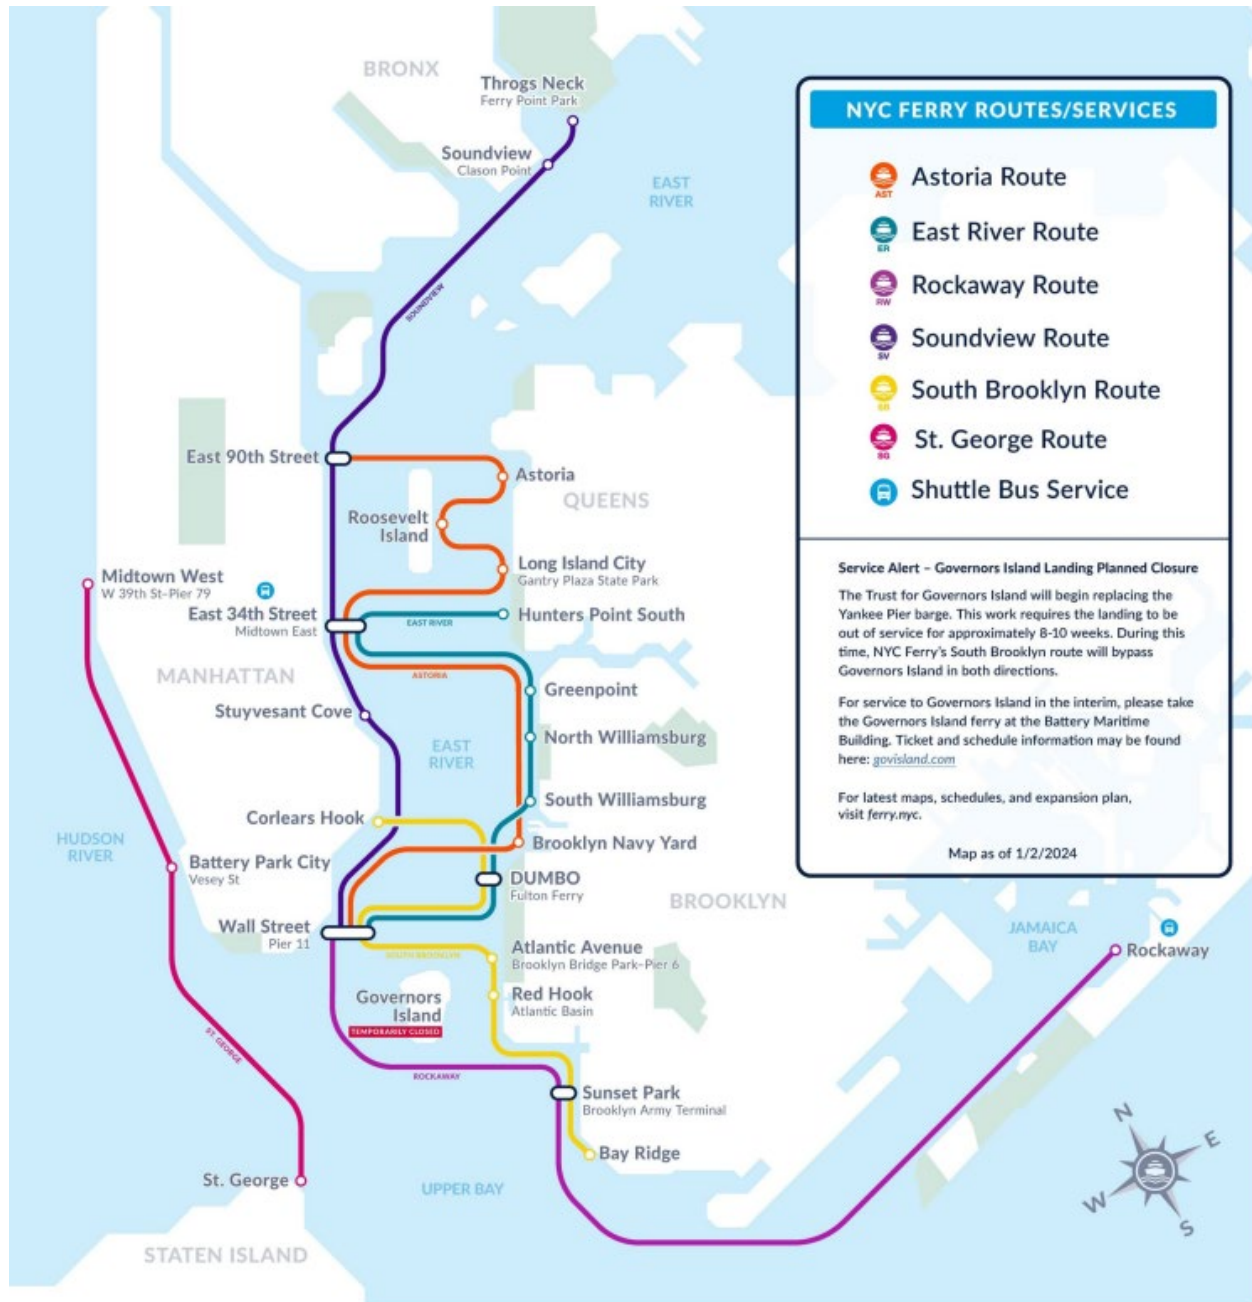 BRONX
Throgs Neck
Ferry Point Park
Soundview
Clason Point
EAST
RIVER
SOUNDVIEW
East 90th Street
Astoria
QUEENS
Roosevelt
Island
Long Island City
Gantry Plaza State Park
Midtown West
W 39th St–Pier 79
East 34th Street
Midtown East
EAST RIVER
Hunters Point South
MANHATTAN
ASTORIA
Greenpoint
Stuyvesant Cove
North Williamsburg
EAST
RIVER
South Williamsburg
Corlears Hook
Brooklyn Navy Yard
HUDSON
RIVER
Battery Park City
Vesey St
DUMBO
Fulton Ferry
BROOKLYN
Wall Street
Pier 11
SOUTH BROOKLYN
Atlantic Avenue
Brooklyn Bridge Park–Pier 6
JAMAICA
BAY
Rockaway
Governors
Island
TEMPORARILY CLOSED
Red Hook
Atlantic Basin
ST. GEORGE
ROCKAWAY
Sunset Park
Brooklyn Army Terminal
Bay Ridge
St. George
UPPER BAY
STATEN ISLAND
NYC FERRY ROUTES/SERVICES
AST
Astoria Route
ER
East River Route
RW
Rockaway Route
SV
Soundview Route
SB
South Brooklyn Route
SG
St. George Route
Shuttle Bus Service
Service Alert – Governors Island Landing Planned Closure
The Trust for Governors Island will begin replacing the
Yankee Pier barge. This work requires the landing to be
out of service for approximately 8-10 weeks. During this
time, NYC Ferry's South Brooklyn route will bypass
Governors Island in both directions.
For service to Governors Island in the interim, please take
the Governors Island ferry at the Battery Maritime
Building. Ticket and schedule information may be found
here: govisland.com
For latest maps, schedules, and expansion plan,
visit ferry.nyc.
Map as of 1/2/2024
N
E
W
S